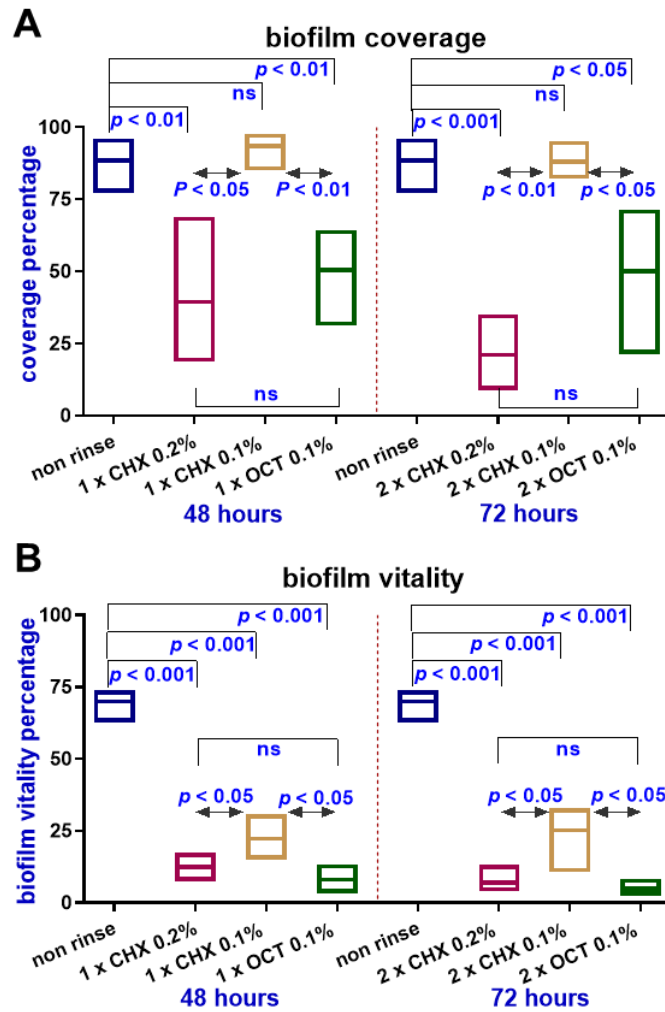 A
biofilm coverage
p < 0.01
p < 0.05
ns
ns
p < 0.01
p < 0.001
100
75
50
25
0
coverage percentage
P < 0.05
P < 0.01
p < 0.01
p < 0.05
ns
ns
non rinse
1 x CHX 0.2%
1 x CHX 0.1%
1 x OCT 0.1%
non rinse
2 x CHX 0.2%
2 x CHX 0.1%
2 x OCT 0.1%
48 hours
72 hours
B
biofilm vitality
p < 0.001
p < 0.001
p < 0.001
p < 0.001
p < 0.001
p < 0.001
100
75
50
25
0
biofilm vitality percentage
ns
ns
p < 0.05
p < 0.05
p < 0.05
p < 0.05
non rinse
1 x CHX 0.2%
1 x CHX 0.1%
1 x OCT 0.1%
non rinse
2 x CHX 0.2%
2 x CHX 0.1%
2 x OCT 0.1%
48 hours
72 hours